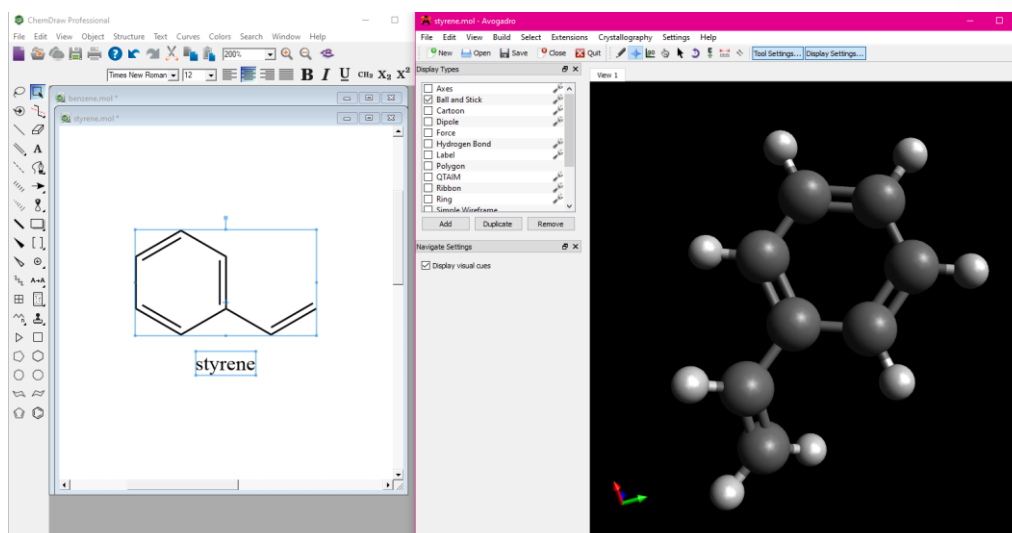 ChemDraw Professional
File Edit View Object Structure Text Curves Colors Search Window Help
200%
Times New Roman 12 B I U CH₂ X₂ X²
benzene.mol *
styrene.mol *
A
A→A
styrene
styrene.mol - Avogadro
File Edit View Build Select Extensions Crystallography Settings Help
New Open Save Close Quit Tool Settings... Display Settings...
Display Types
Axes
Ball and Stick
Cartoon
Dipole
Force
Hydrogen Bond
Label
Polygon
QTAIM
Ribbon
Ring
Simple Wireframe
Add Duplicate Remove
Navigate Settings
Display visual cues
View 1